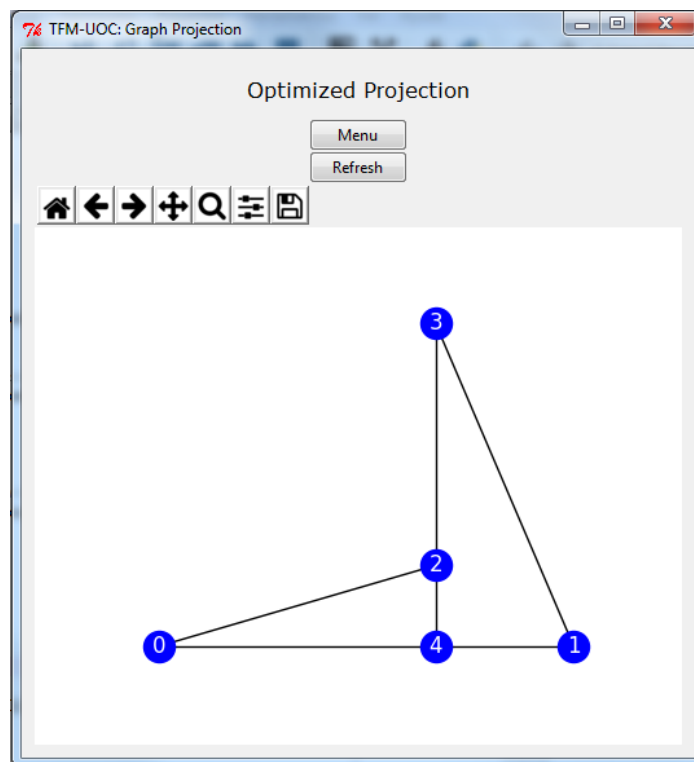 TFM-UOC: Graph Projection
Optimized Projection
Menu
Refresh
3
2
0 4 1